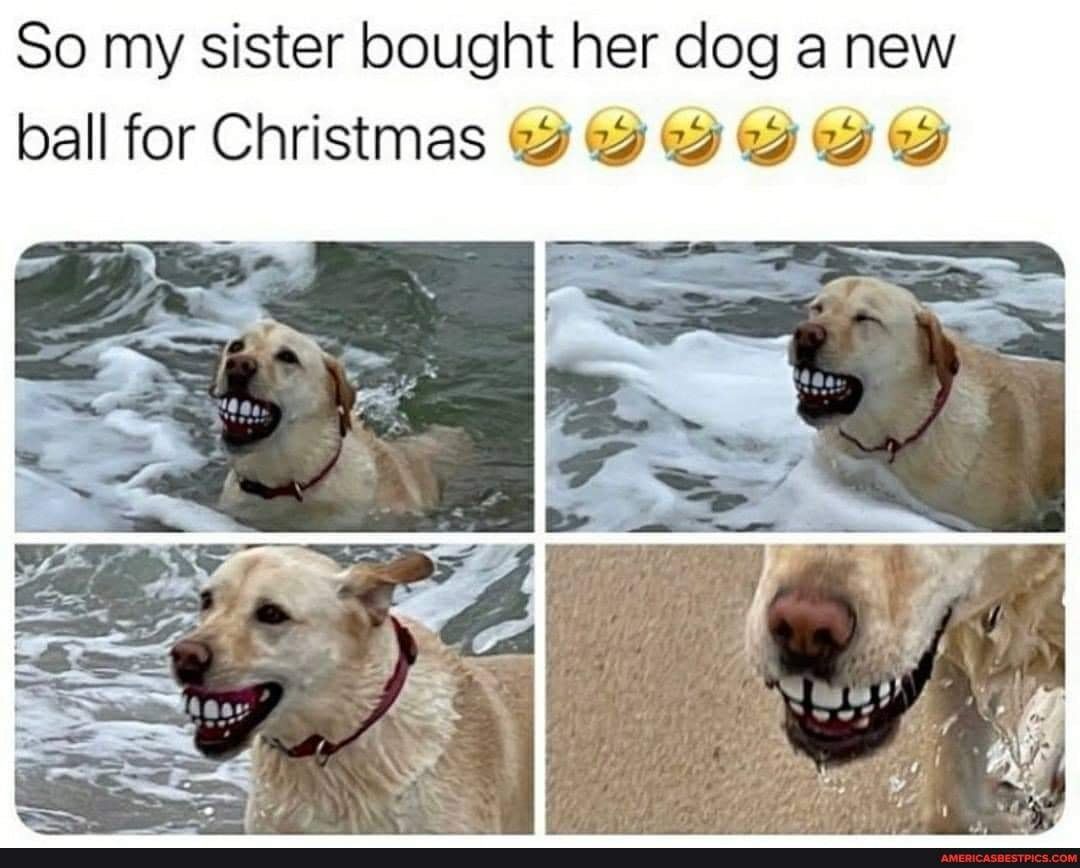 So my sister bought her dog a new
ball for Christmas 🤣🤣🤣🤣🤣🤣
AMERICASBESTPICS.COM